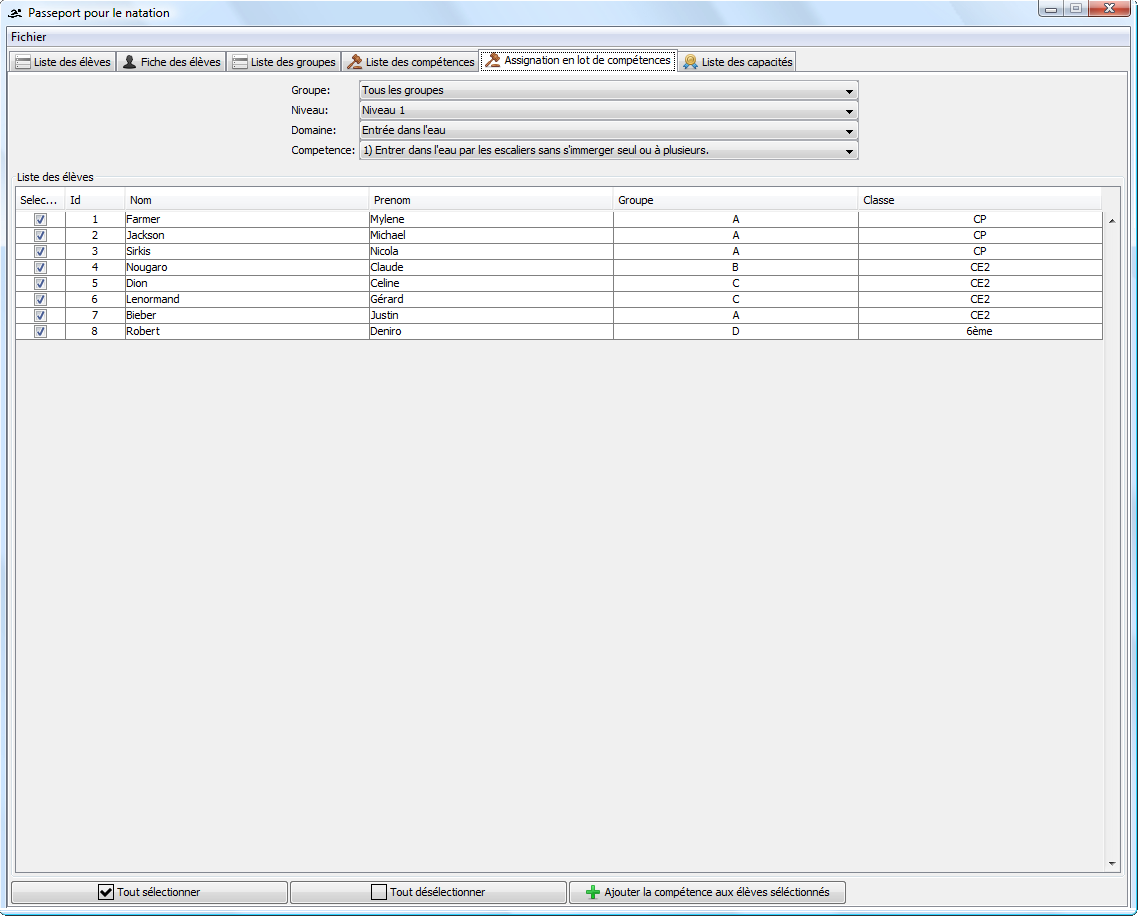 Passeport pour le natation
Fichier
Liste des élèves Fiche des élèves Liste des groupes Liste des compétences Assignation en lot de compétences Liste des capacités
Groupe: Tous les groupes
Niveau: Niveau 1
Domaine: Entrée dans l'eau
Competence: 1) Entrer dans l'eau par les escaliers sans s'immerger seul ou à plusieurs.
Liste des élèves
Selec... Id Nom Prenom Groupe Classe
1 Farmer Mylene A CP
2 Jackson Michael A CP
3 Sirkis Nicola A CP
4 Nougaro Claude B CE2
5 Dion Celine C CE2
6 Lenormand Gérard C CE2
7 Bieber Justin A CE2
8 Robert Deniro D 6ème
Tout sélectionner Tout désélectionner Ajouter la compétence aux élèves séléctionnés